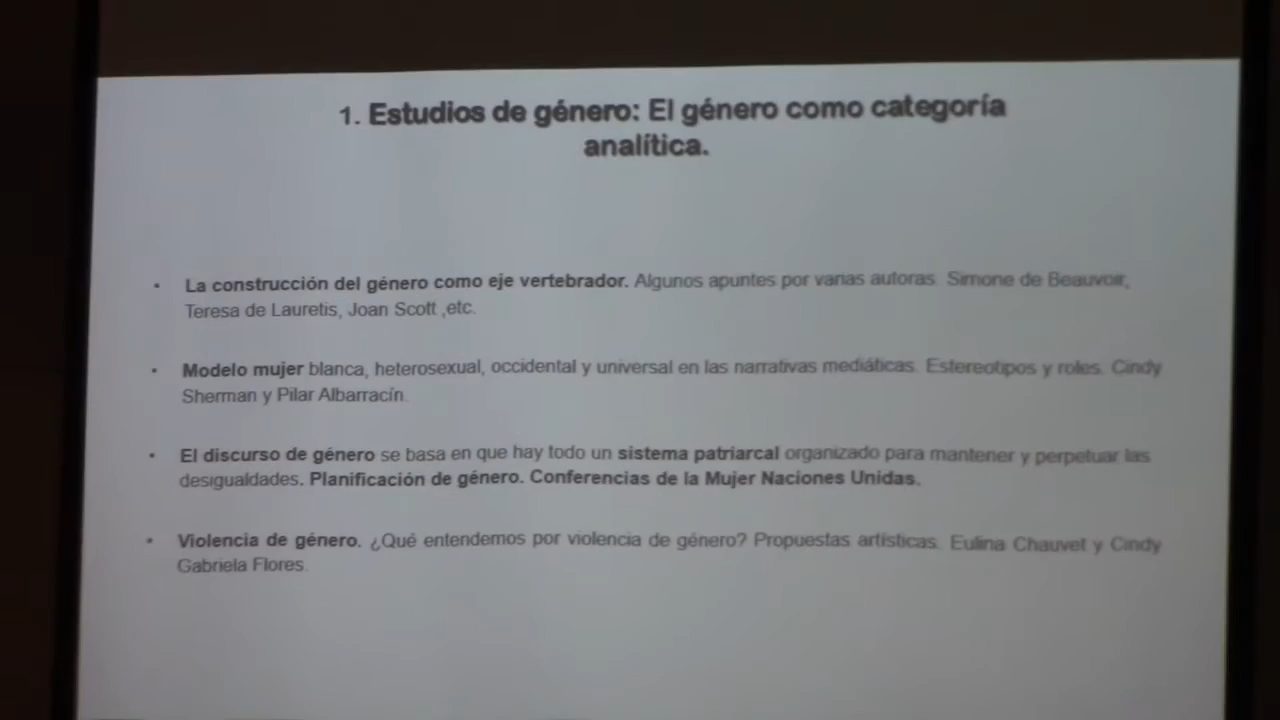 1. Estudios de género: El género como categoría
analítica.
• La construcción del género como eje vertebrador. Algunos apuntes por varias autoras. Simone de Beauvoir,
Teresa de Lauretis, Joan Scott ,etc.
• Modelo mujer blanca, heterosexual, occidental y universal en las narrativas mediáticas. Estereotipos y roles. Cindy
Sherman y Pilar Albarracín.
• El discurso de género se basa en que hay todo un sistema patriarcal organizado para mantener y perpetuar las
desigualdades. Planificación de género. Conferencias de la Mujer Naciones Unidas.
• Violencia de género. ¿Qué entendemos por violencia de género? Propuestas artísticas. Eulina Chauvet y Cindy
Gabriela Flores.